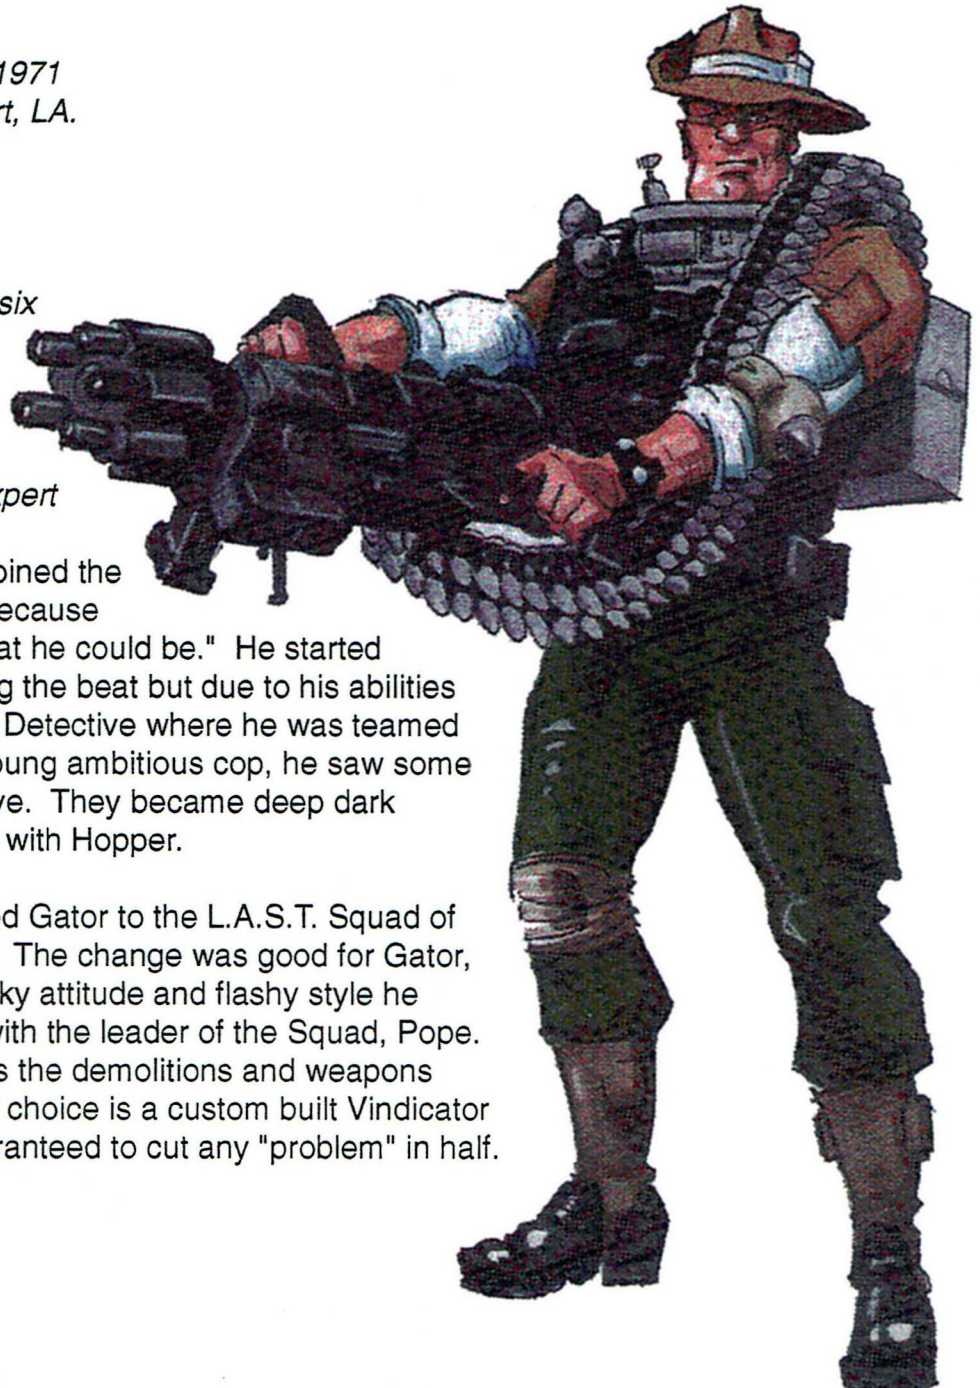 1971
t, LA.
six
pert
oined the
ecause
at he could be."  He started
g the beat but due to his abilities
Detective where he was teamed
oung ambitious cop, he saw some
ve.  They became deep dark
with Hopper.
d Gator to the L.A.S.T. Squad of
The change was good for Gator,
ky attitude and flashy style he
with the leader of the Squad, Pope.
s the demolitions and weapons
choice is a custom built Vindicator
ranteed to cut any "problem" in half.